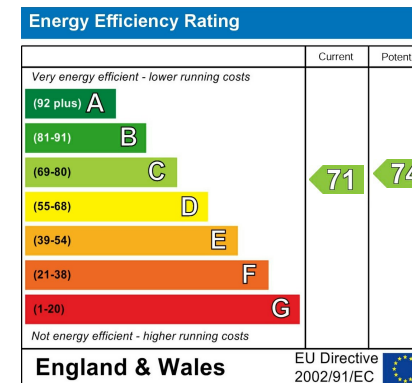 Energy Efficiency Rating
Current Potent
Very energy efficient - lower running costs
(92 plus) A
(81-91) B
(69-80) C
71 74
(55-68) D
(39-54) E
(21-38) F
(1-20) G
Not energy efficient - higher running costs
England & Wales
EU Directive
2002/91/EC